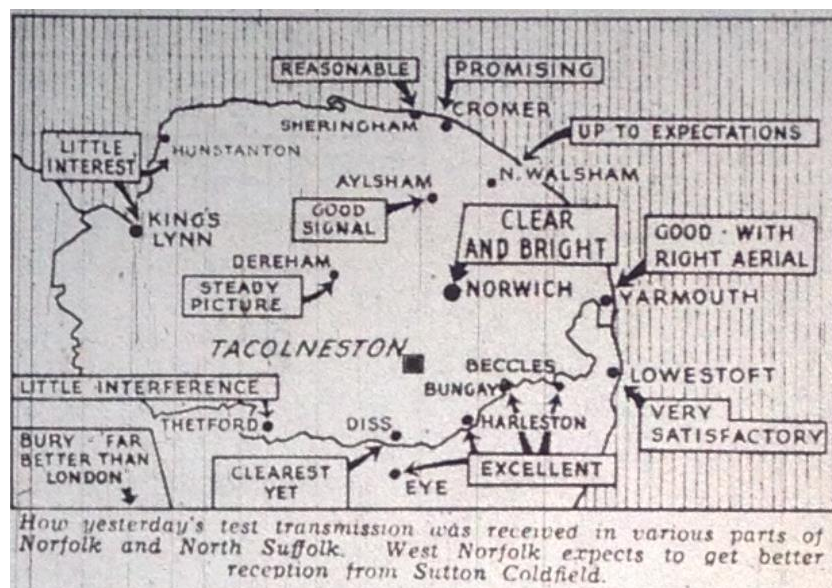 REASONABLE
PROMISING
CROMER
SHERINGHAM
UP TO EXPECTATIONS
LITTLE
INTEREST
HUNSTANTON
N. WALSHAM
AYLSHAM
KING'S
LYNN
GOOD
SIGNAL
CLEAR
AND BRIGHT
GOOD - WITH
RIGHT AERIAL
DEREHAM
STEADY
PICTURE
NORWICH
YARMOUTH
TACOLNESTON
BECCLES
LITTLE INTERFERENCE
BUNGAY
LOWESTOFT
THETFORD
DISS
HARLESTON
VERY
SATISFACTORY
BURY - FAR
BETTER THAN
LONDON
CLEAREST
YET
EYE
EXCELLENT
How yesterday's test transmission was received in various parts of
Norfolk and North Suffolk. West Norfolk expects to get better
reception from Sutton Coldfield.